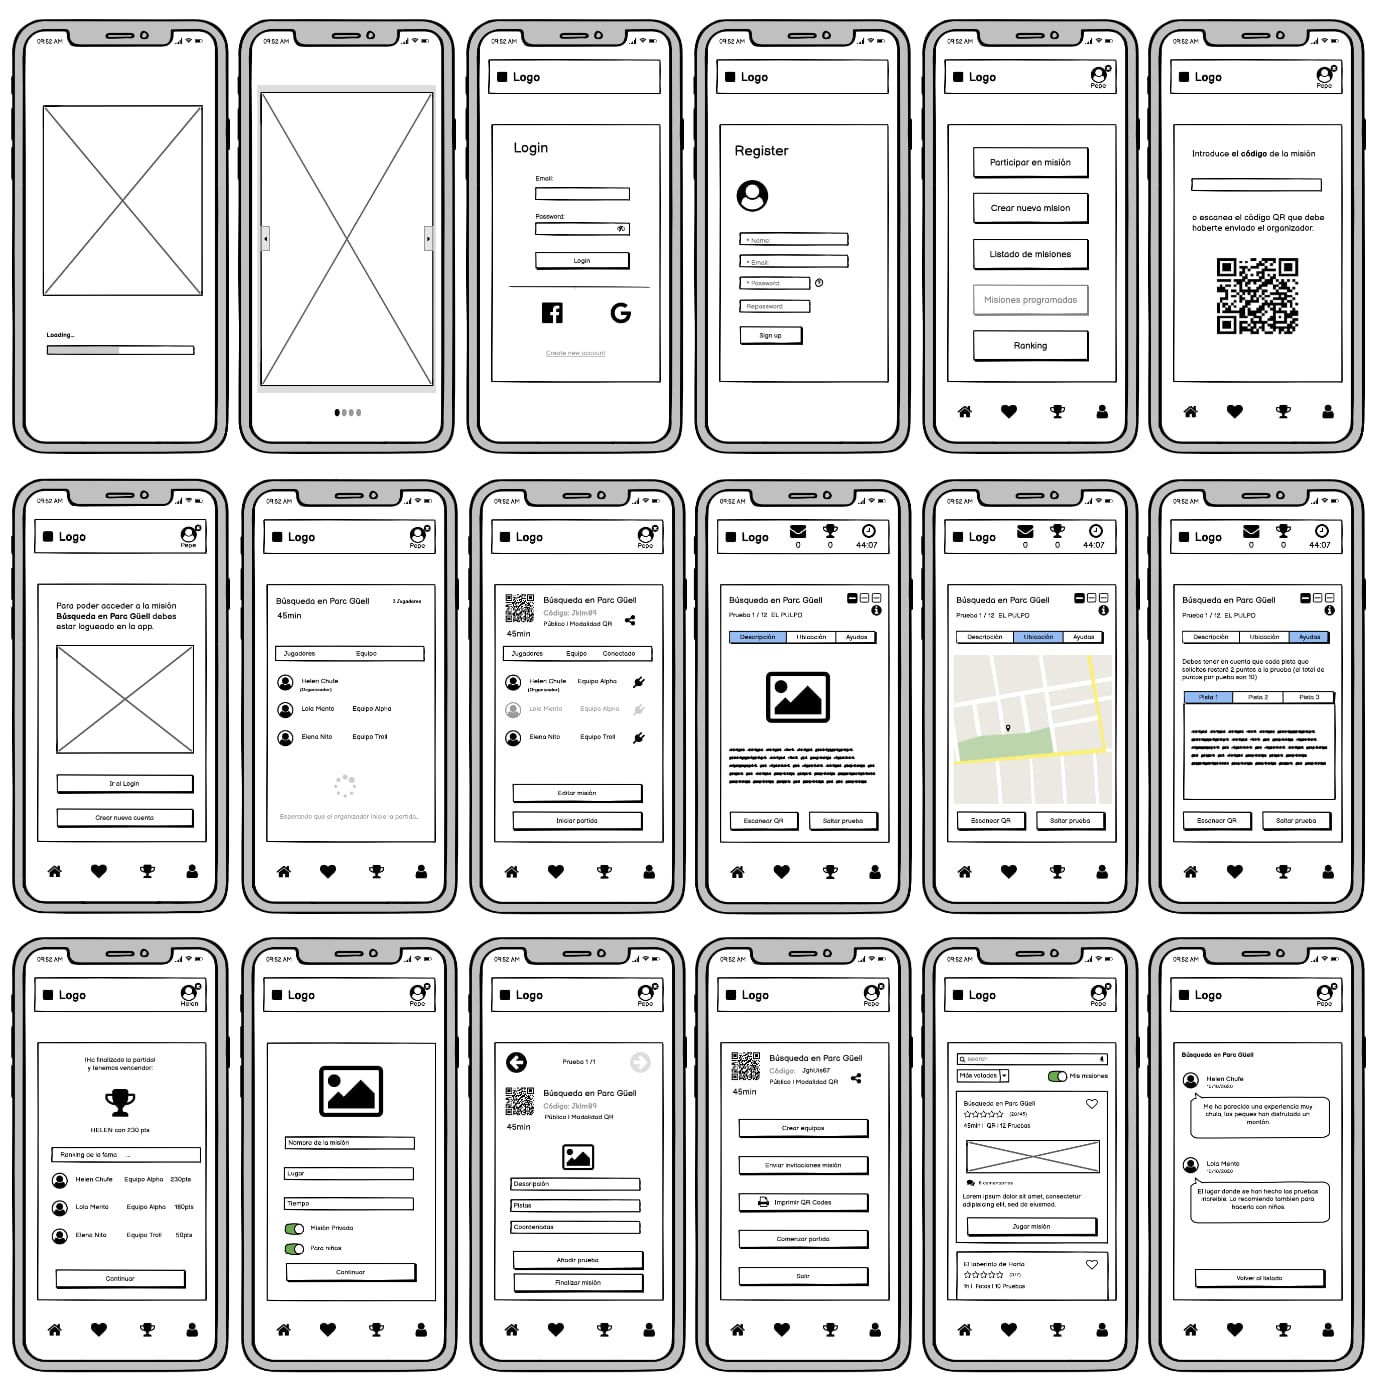 09:52 AM
Loading...
09:52 AM
09:52 AM
Logo
Login
Email:
Password:
Login
Create new account
09:52 AM
Logo
Register
* Name:
* Email:
* Password:
Repassword
Sign up
09:52 AM
Logo
Pepe
Participar en misión
Crear nueva mision
Listado de misiones
Misiones programadas
Ranking
09:52 AM
Logo
Pepe
Introduce el código de la misión
o escanea el código QR que debe
haberte enviado el organizador.
09:52 AM
Logo
Pepe
Para poder acceder a la misión
Búsqueda en Parc Güell debes
estar logueado en la app.
Ir al Login
Crear nueva cuenta
09:52 AM
Logo
Pepe
Búsqueda en Parc Güell
3 Jugadores
45min
Jugadores Equipo
Helen Chufe
(Organizador)
Lola Mento Equipo Alpha
Elena Nito Equipo Troll
Esperando que el organizador inicie la partida...
09:52 AM
Logo
Pepe
Búsqueda en Parc Güell
Código: Jklm89
Público | Modalidad QR
45min
Jugadores Equipo Conectado
Helen Chufe Equipo Alpha
(Organizador)
Lola Mento Equipo Alpha
Elena Nito Equipo Troll
Editar misión
Iniciar partida
09:52 AM
Logo
0 0 44:07
Búsqueda en Parc Güell
Prueba 1 / 12 EL PULPO
Descripción Ubicación Ayudas
Escanear QR Saltar prueba
09:52 AM
Logo
0 0 44:07
Búsqueda en Parc Güell
Prueba 1 / 12 EL PULPO
Descripción Ubicación Ayudas
Escanear QR Saltar prueba
09:52 AM
Logo
0 0 44:07
Búsqueda en Parc Güell
Prueba 1 / 12 EL PULPO
Descripción Ubicación Ayudas
Debes tener en cuenta que cada pista que
solicites restará 2 puntos a la prueba (el total de
puntos por pueba son 10)
Pista 1 Pista 2 Pista 3
Escanear QR Saltar prueba
09:52 AM
Logo
Helen
!Ha finalizado la partida!
y tenemos vencendor:
HELEN con 230 pts
Ranking de la fama ...
Helen Chufe Equipo Alpha 230pts
Lola Mento Equipo Alpha 180pts
Elena Nito Equipo Troll 50pts
Continuar
09:52 AM
Logo
Pepe
Nombre de la misión
Lugar
Tiempo
Misión Privada
Para niños
Continuar
09:52 AM
Logo
Pepe
Prueba 1 /1
Búsqueda en Parc Güell
Código: Jklm89
Público | Modalidad QR
45min
Descripsión
Pistas
Coordenadas
Añadir prueba
Finalizar misión
09:52 AM
Logo
Pepe
Búsqueda en Parc Güell
Código: JghUis67
Público | Modalidad QR
45min
Crear equipos
Enviar invitaciones misión
Imprimir QR Codes
Comenzar partida
Salir
09:52 AM
Logo
Pepe
search
Más votadas
Mis misiones
Búsqueda en Parc Güell
(20/45)
45min | QR | 12 Pruebas
6 comentarios
Lorem ipsum dolor sit amet, consectetur
adipisicing elit, sed do eiusmod.
Jugar misión
El laberinto de Horta
(3/7)
1h | Fotos | 10 Pruebas
09:52 AM
Logo
Pepe
Búsqueda en Parc Güell
Helen Chufe
10/10/2020
Me ha parecido una experiencia muy
chula, los peques han disfrutado un
montón.
Lola Mento
10/10/2020
El lugar donde se han hecho las pruebas
increible. Lo recomiendo tambien para
hacerla con niños.
Volver al listado